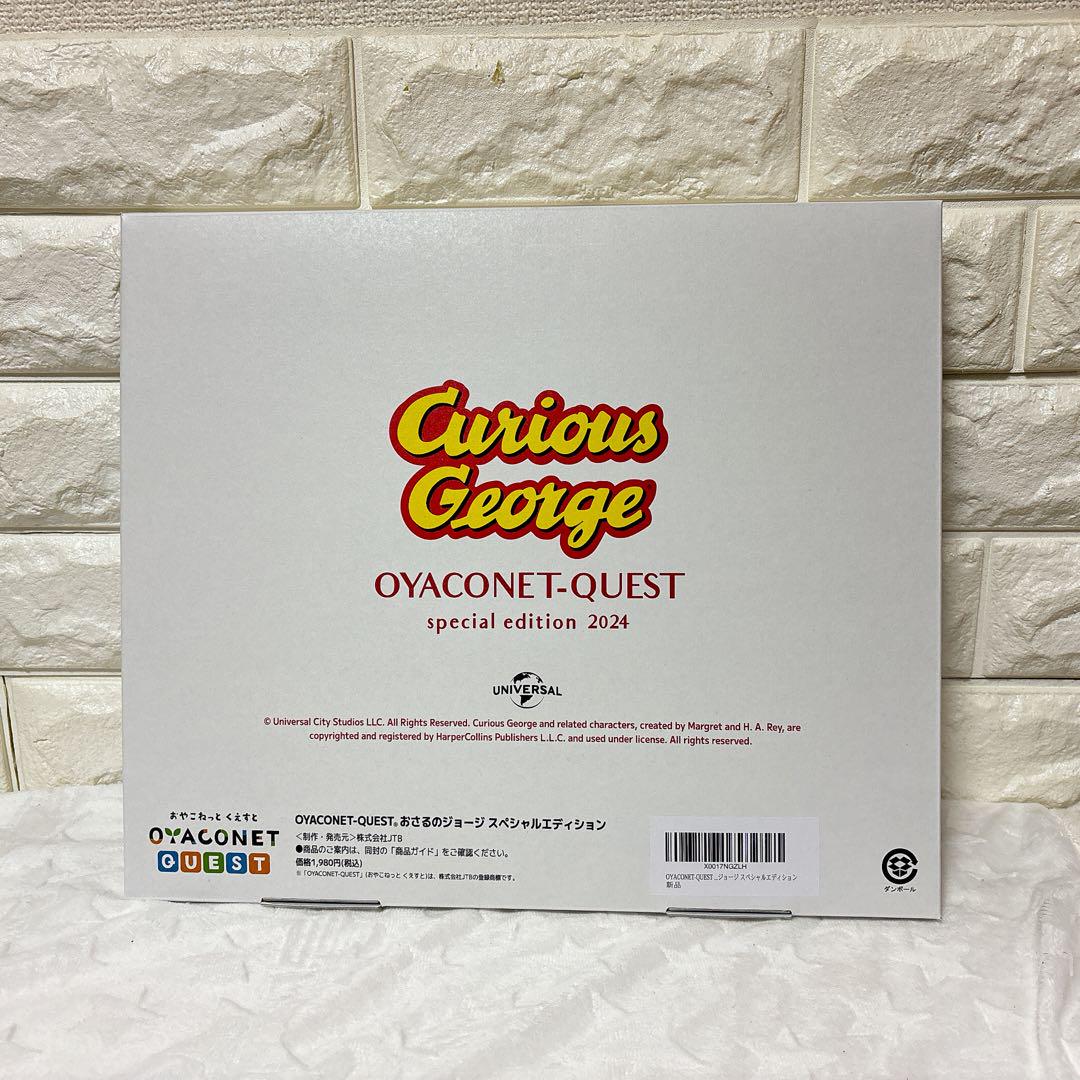 Curious
George
OYACONET-QUEST
special edition 2024
UNIVERSAL
© Universal City Studios LLC. All Rights Reserved. Curious George and related characters, created by Margret and H. A. Rey, are
copyrighted and registered by HarperCollins Publishers L.L.C. and used under license. All rights reserved.
おやこねっと くえすと
OYACONET
QUEST
OYACONET-QUEST® おさるのジョージ スペシャルエディション
<制作・発売元>株式会社JTB
●商品のご案内は、同封の「商品ガイド」をご確認ください。
価格1,980円(税込)
※「OYACONET-QUEST」(おやこねっと くえすと)は、株式会社JTBの登録商標です。
X0017NGZLH
OYACONET-QUEST ...ジョージ スペシャルエディション
新品
ダンボール